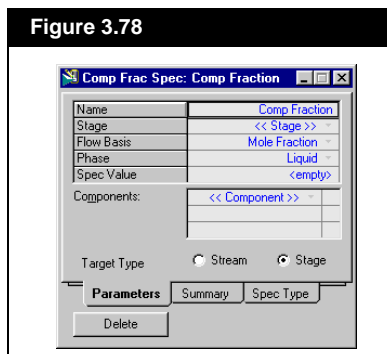 Figure 3.78
Comp Frac Spec: Comp Fraction
Name Comp Fraction
Stage << Stage >>
Flow Basis Mole Fraction
Phase Liquid
Spec Value <empty>
Components: << Component >>
Target Type Stream Stage
Parameters Summary Spec Type
Delete